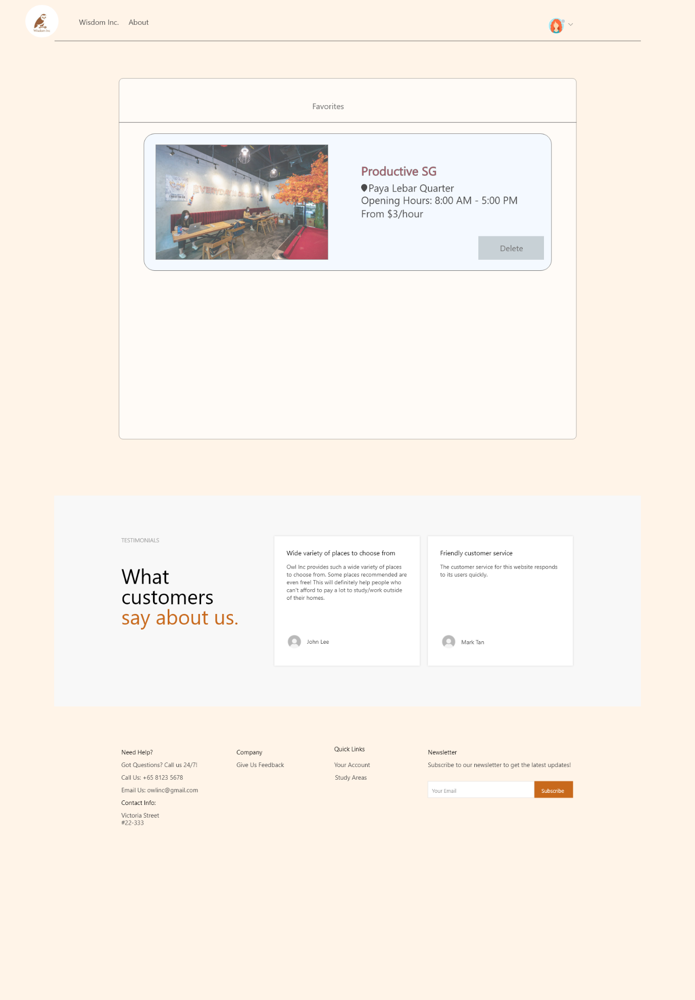 Wisdom Inc
Wisdom Inc. About
Favorites
Productive SG
Paya Lebar Quarter
Opening Hours: 8:00 AM - 5:00 PM
From $3/hour
Delete
TESTIMONIALS
What
customers
say about us.
Wide variety of places to choose from
Owl Inc provides such a wide variety of places
to choose from. Some places recommended are
even free! This will definitely help people who
can't afford to pay a lot to study/work outside
of their homes.
John Lee
Friendly customer service
The customer service for this website responds
to its users quickly.
Mark Tan
Need Help?
Got Questions? Call us 24/7!
Call Us: +65 8123 5678
Email Us: owlinc@gmail.com
Contact Info:
Victoria Street
#22-333
Company
Give Us Feedback
Quick Links
Your Account
Study Areas
Newsletter
Subscribe to our newsletter to get the latest updates!
Your Email
Subscribe